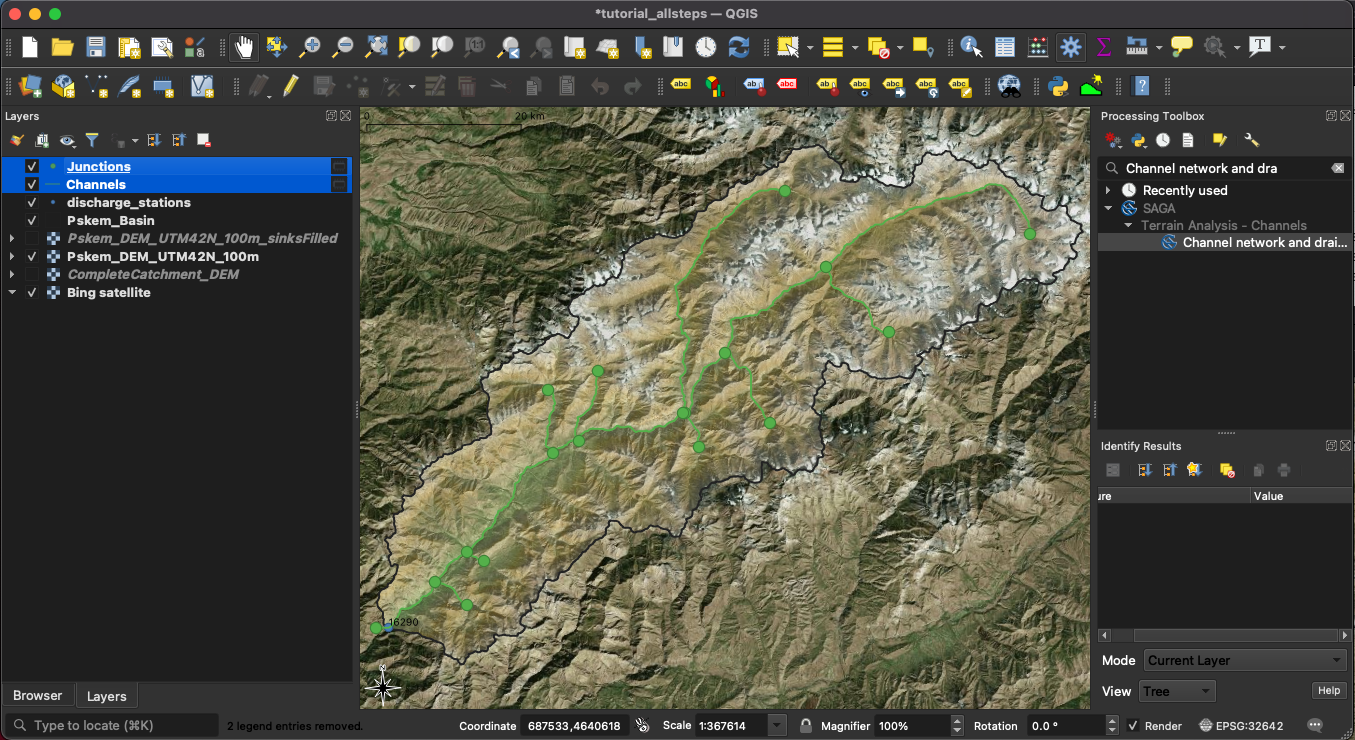 *tutorial_allsteps — QGIS
Layers
Junctions
Channels
discharge_stations
Pskem_Basin
Pskem_DEM_UTM42N_100m_sinksFilled
Pskem_DEM_UTM42N_100m
CompleteCatchment_DEM
Bing satellite
0 20 km
16290
N
Processing Toolbox
Channel network and dra
Recently used
SAGA
Terrain Analysis - Channels
Channel network and drai...
Identify Results
ure Value
Mode Current Layer
View Tree Help
Browser Layers
Type to locate (⌘K) 2 legend entries removed. Coordinate 687533,4640618 Scale 1:367614 Magnifier 100% Rotation 0.0 ° Render EPSG:32642